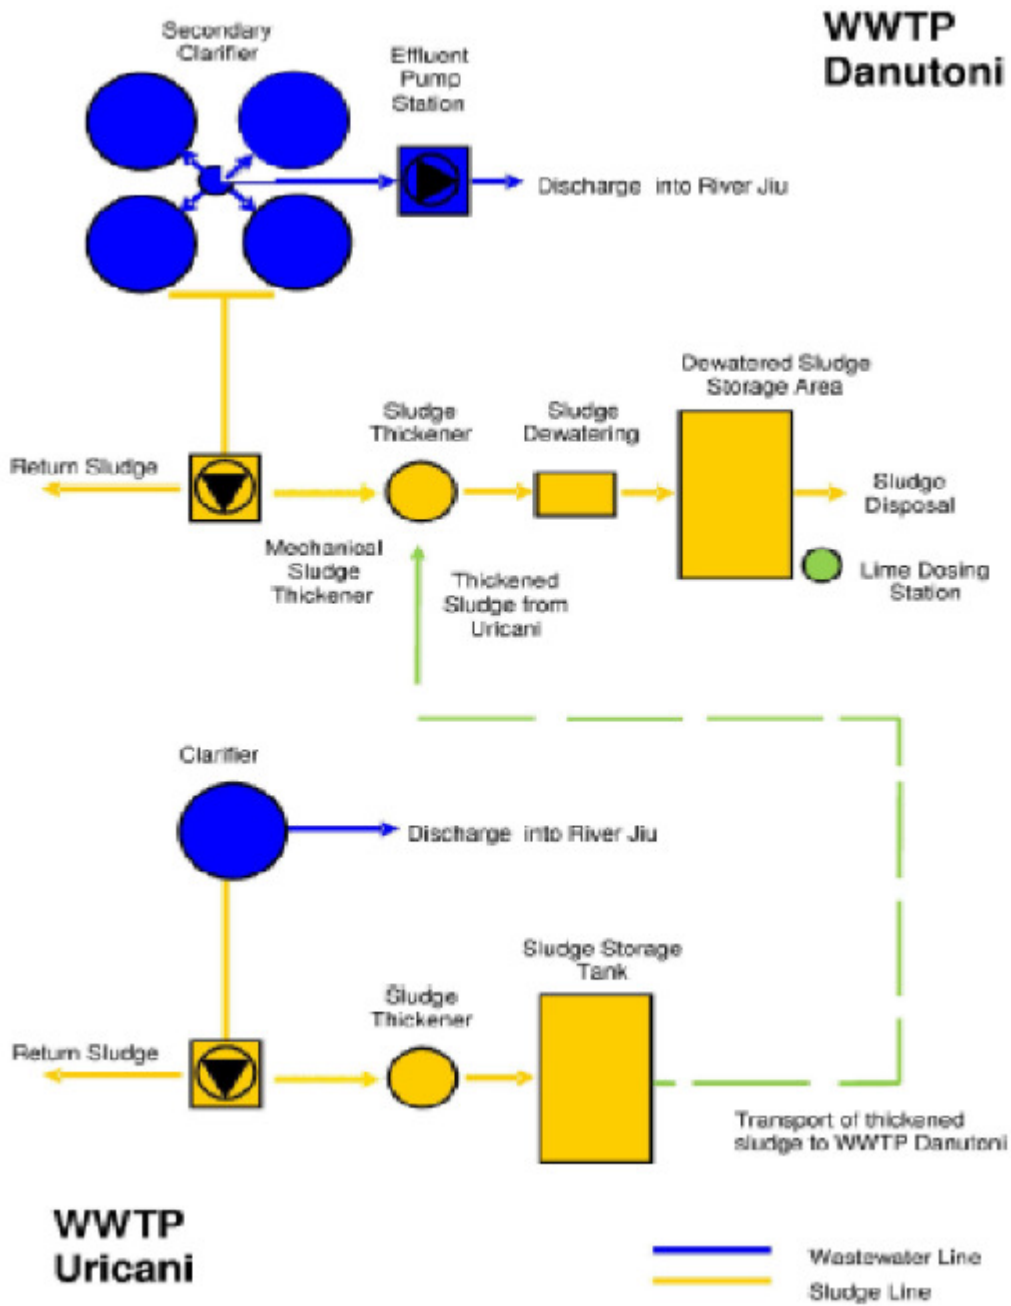 WWTP
Danutoni
Secondary
Clarifier
Effluent
Pump
Station
Discharge into River Jiu
Dewatered Sludge
Storage Area
Sludge
Thickener
Sludge
Dewatering
Return Sludge
Sludge
Disposal
Mechanical
Sludge
Thickener
Thickened
Sludge from
Uricani
Lime Dosing
Station
Clarifier
Discharge into River Jiu
Sludge Storage
Tank
Sludge
Thickener
Return Sludge
Transport of thickened
sludge to WWTP Danutoni
WWTP
Uricani
Wastewater Line
Sludge Line